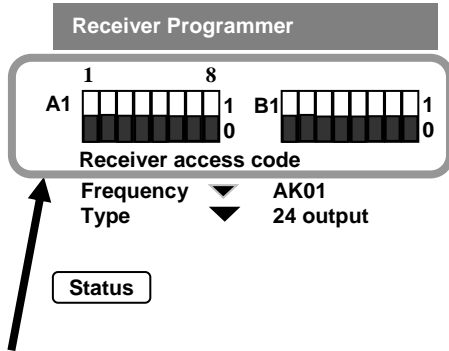 Receiver Programmer
1 8
A1 1 B1 1
0 0
Receiver access code
Frequency AK01
Type 24 output
Status